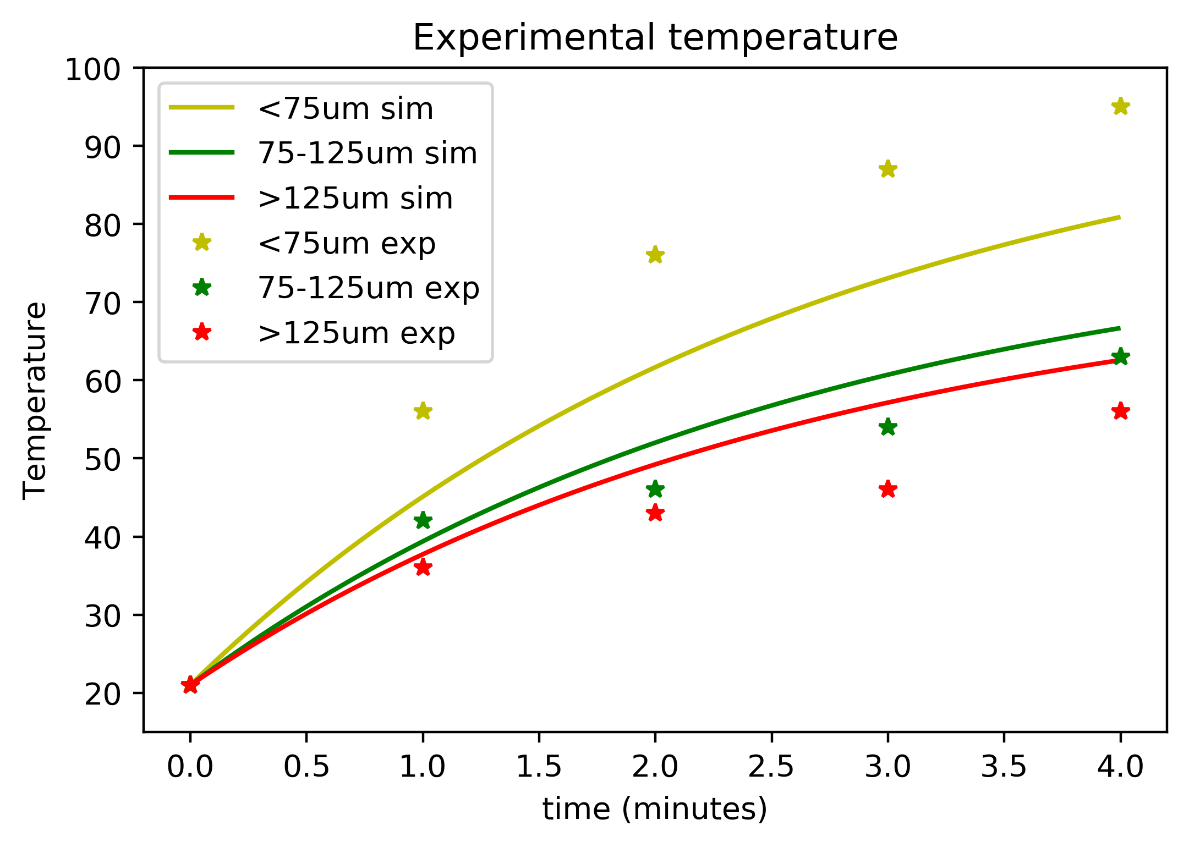 Experimental temperature
100
90
80
70
60
50
40
30
20
Temperature
<75um sim
75-125um sim
>125um sim
<75um exp
75-125um exp
>125um exp
0.0 0.5 1.0 1.5 2.0 2.5 3.0 3.5 4.0
time (minutes)